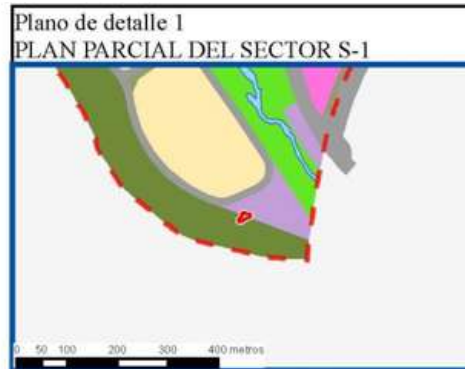 Plano de detalle 1
PLAN PARCIAL DEL SECTOR S-1
0 50 100 200 300 400 metros